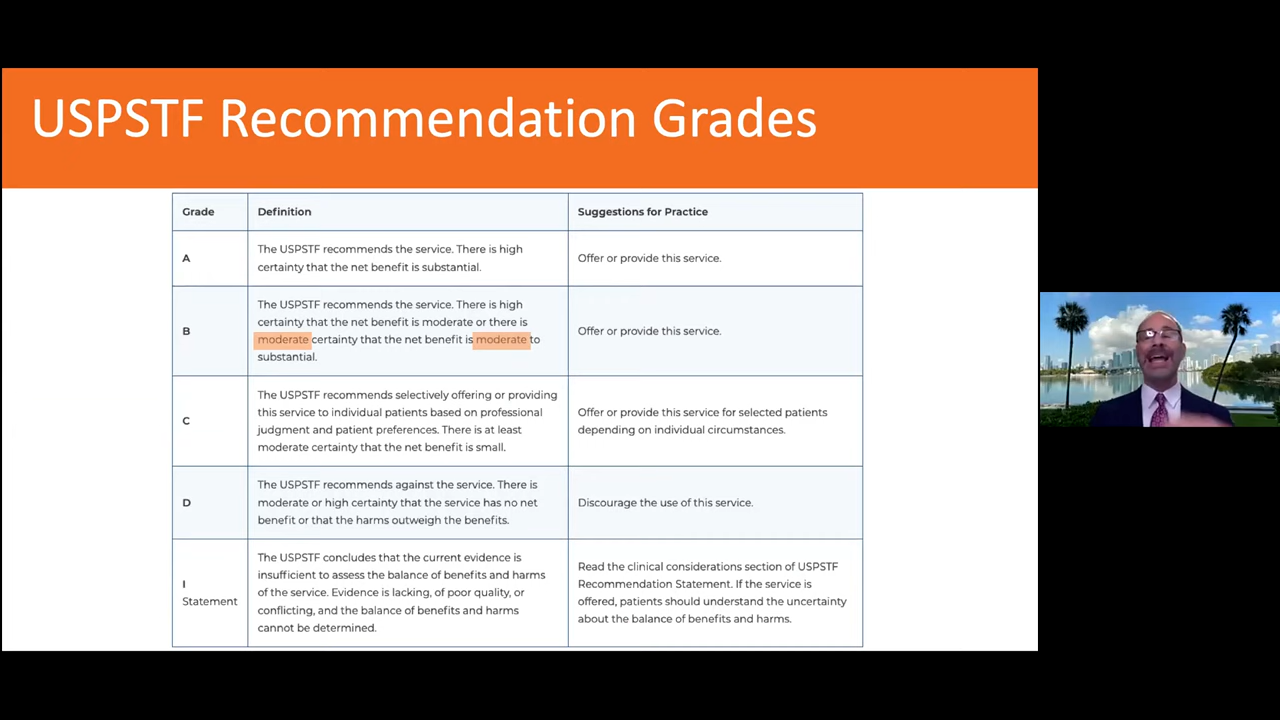 USPSTF Recommendation Grades
Grade
Definition
Suggestions for Practice
A
The USPSTF recommends the service. There is high
certainty that the net benefit is substantial.
Offer or provide this service.
B
The USPSTF recommends the service. There is high
certainty that the net benefit is moderate or there is
moderate certainty that the net benefit is moderate to
substantial.
Offer or provide this service.
C
The USPSTF recommends selectively offering or providing
this service to individual patients based on professional
judgment and patient preferences. There is at least
moderate certainty that the net benefit is small.
Offer or provide this service for selected patients
depending on individual circumstances.
D
The USPSTF recommends against the service. There is
moderate or high certainty that the service has no net
benefit or that the harms outweigh the benefits.
Discourage the use of this service.
I
Statement
The USPSTF concludes that the current evidence is
insufficient to assess the balance of benefits and harms
of the service. Evidence is lacking, of poor quality, or
conflicting, and the balance of benefits and harms
cannot be determined.
Read the clinical considerations section of USPSTF
Recommendation Statement. If the service is
offered, patients should understand the uncertainty
about the balance of benefits and harms.